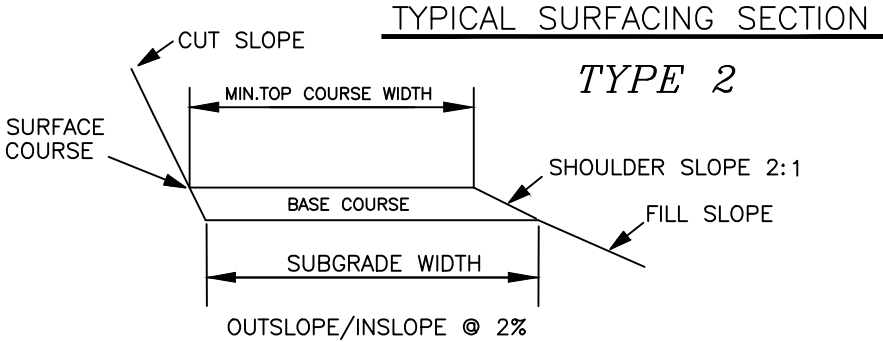 TYPICAL SURFACING SECTION
TYPE 2
CUT SLOPE
MIN.TOP COURSE WIDTH
SURFACE
COURSE
SHOULDER SLOPE 2:1
BASE COURSE
FILL SLOPE
SUBGRADE WIDTH
OUTSLOPE/INSLOPE @ 2%